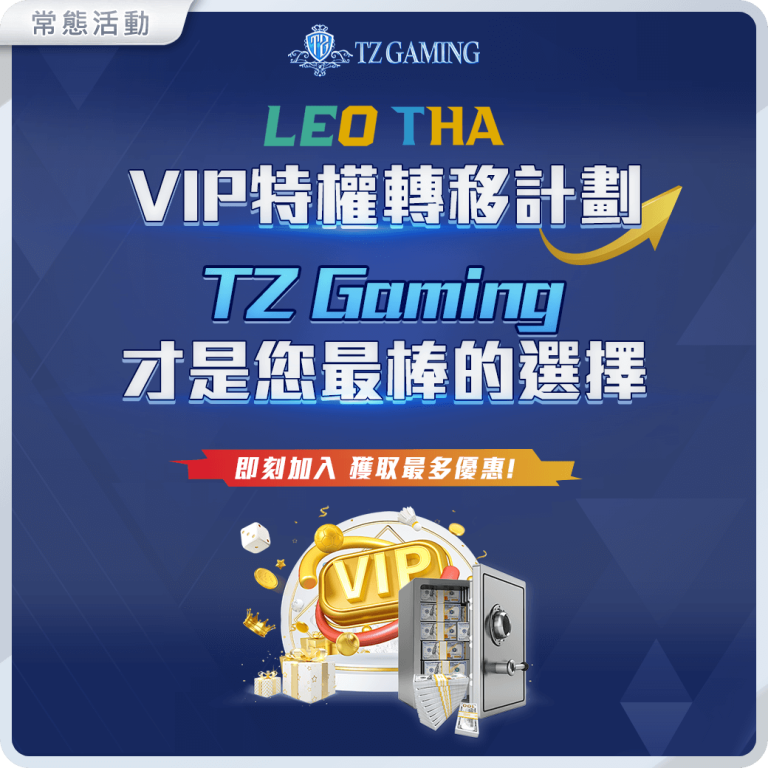 常態活動
TZ GAMING
LEO THA
VIP特權轉移計劃
TZ Gaming
才是您最棒的選擇
即刻加入 獲取最多優惠!
VIP